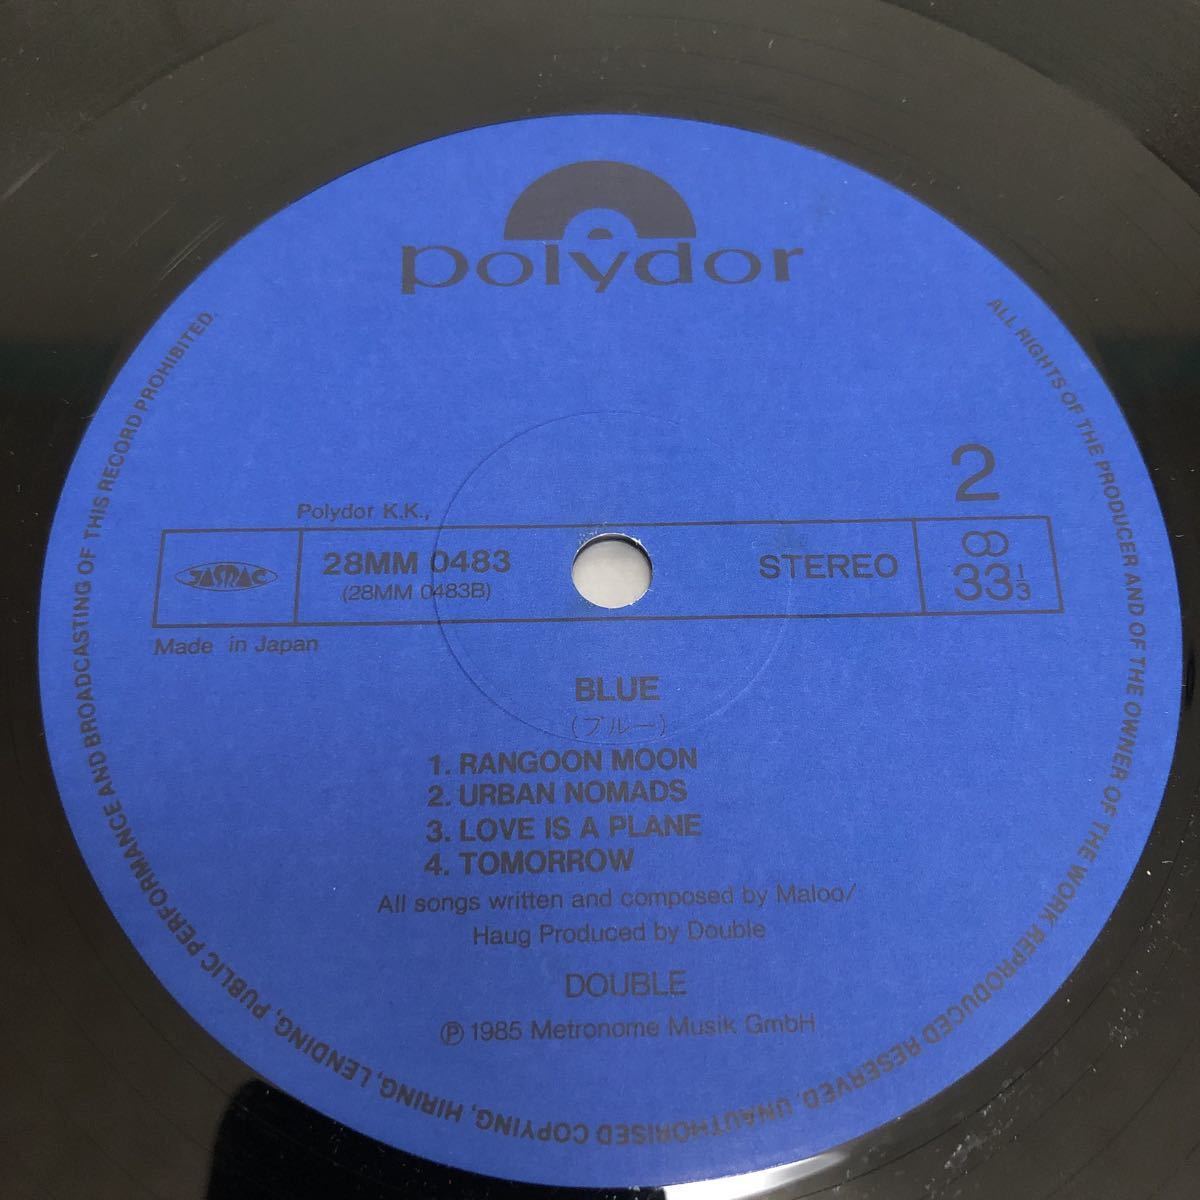 polydor
ALL RIGHTS OF THE PRODUCER AND OF THE OWNER OF THE WORK REPRODUCED RESERVED. UNAUTHORISED COPYING, HIRING, LENDING, PUBLIC PERFORMANCE AND BROADCASTING OF THIS RECORD PROHIBITED.
2
Polydor K.K.,
JASRAC
28MM 0483
(28MM 0483B)
STEREO
33 1/3
Made in Japan
BLUE
(ブルー)
1. RANGOON MOON
2. URBAN NOMADS
3. LOVE IS A PLANE
4. TOMORROW
All songs written and composed by Maloo/
Haug Produced by Double
DOUBLE
Ⓟ 1985 Metronome Musik GmbH